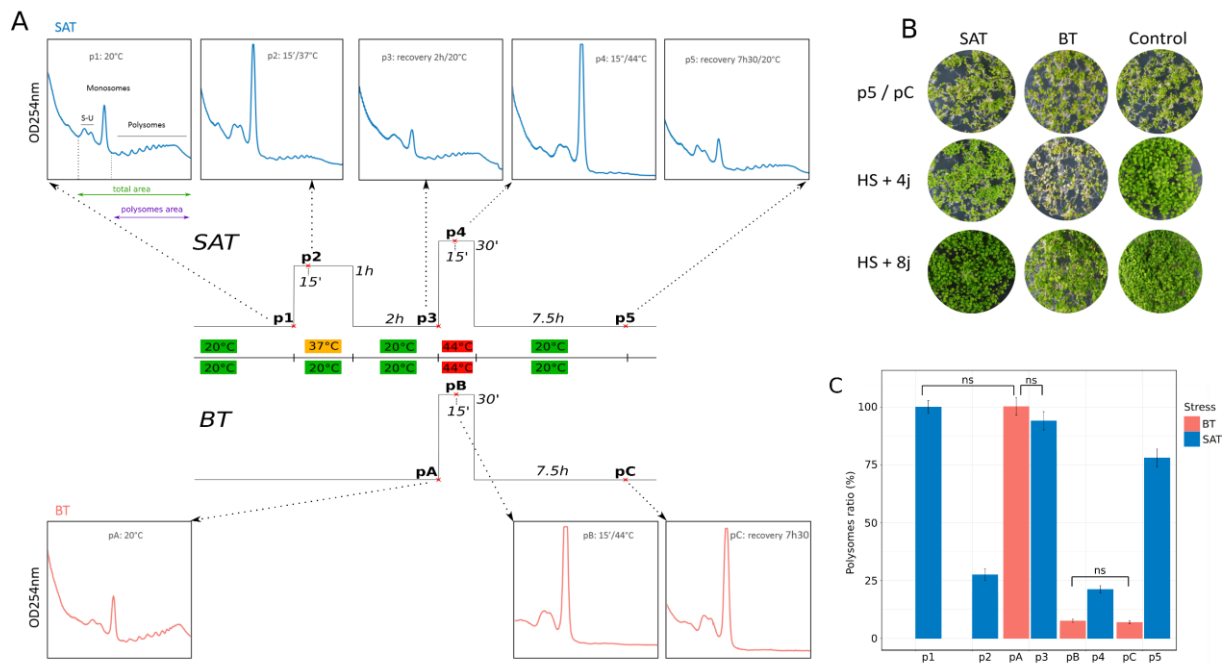 A
SAT
p1: 20°C
Monosomes
S-U
Polysomes
total area
polysomes area
OD254nm
p2: 15'/37°C
p3: recovery 2h/20°C
p4: 15"/44°C
p5: recovery 7h30/20°C
SAT
p4
30'
15'
p2
1h
15'
p1
2h
p3
7.5h
p5
20°C
37°C
20°C
44°C
20°C
20°C
20°C
20°C
44°C
20°C
pB
30'
15'
BT
pA
7.5h
pC
BT
pA: 20°C
OD254nm
pB: 15'/44°C
pC: recovery 7h30
B
SAT BT Control
p5 / pC
HS + 4j
HS + 8j
C
ns
ns
ns
Stress
BT
SAT
Polysomes ratio (%)
100
75
50
25
0
p1 p2 pA p3 pB p4 pC p5